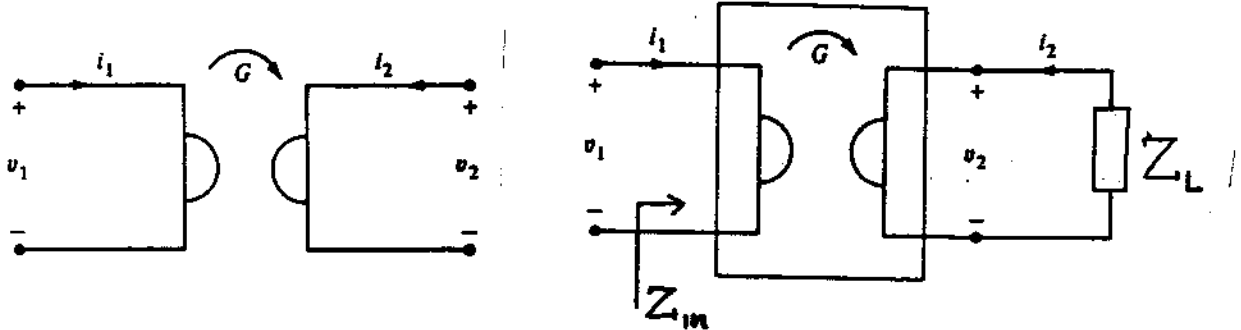 i1 G i2
+ +
v1 v2
− −
i1 G i2
+ +
v1 v2 ZL
− −
Zin